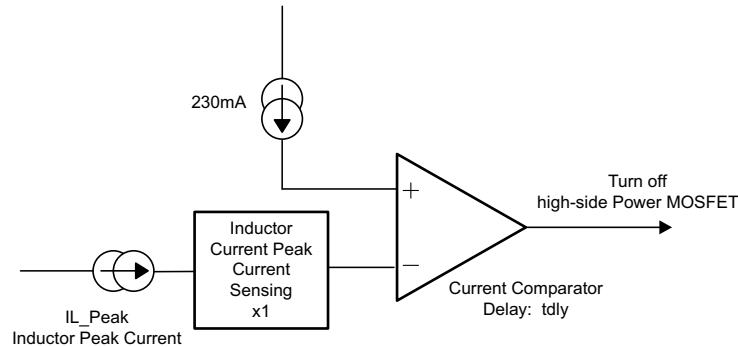 230mA
+
−
Turn off
high-side Power MOSFET
Inductor
Current Peak
Current
Sensing
x1
IL_Peak
Inductor Peak Current
Current Comparator
Delay: tdly